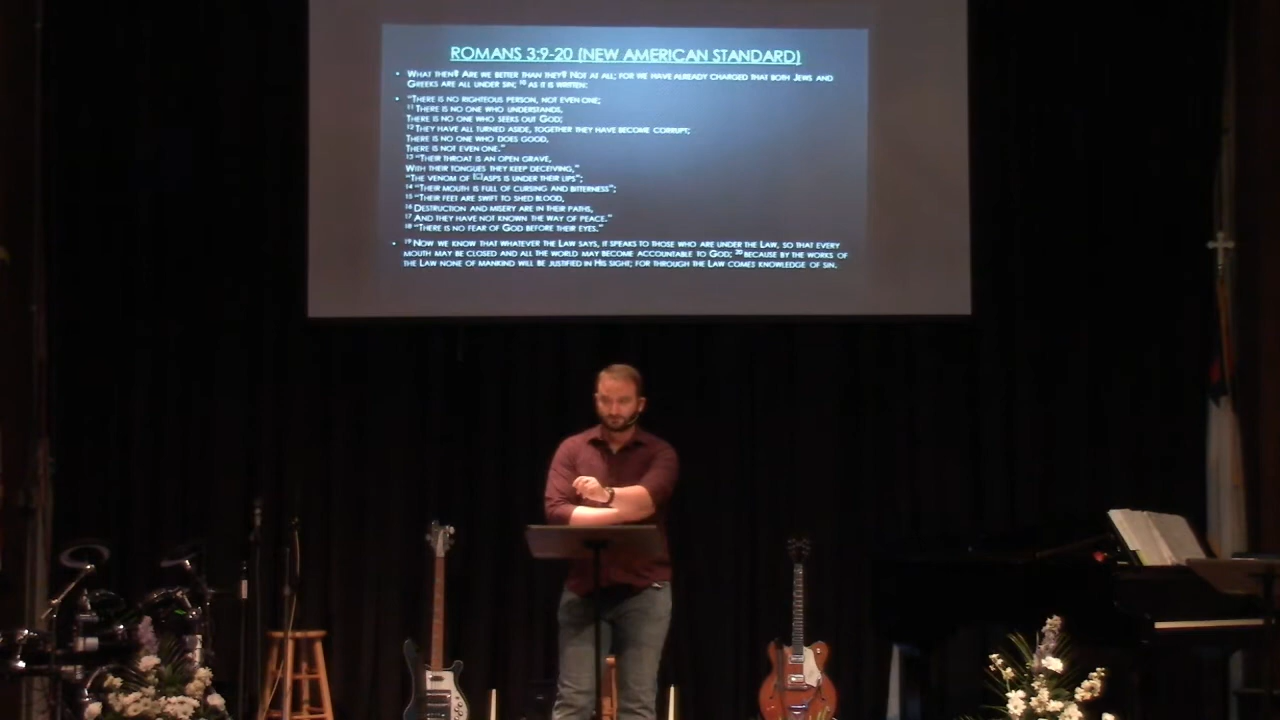 ROMANS 3:9-20 (NEW AMERICAN STANDARD)
• WHAT THEN? ARE WE BETTER THAN THEY? NOT AT ALL; FOR WE HAVE ALREADY CHARGED THAT BOTH JEWS AND
GREEKS ARE ALL UNDER SIN; 10 AS IT IS WRITTEN:
• "THERE IS NO RIGHTEOUS PERSON, NOT EVEN ONE;
11 THERE IS NO ONE WHO UNDERSTANDS,
THERE IS NO ONE WHO SEEKS OUT GOD;
12 THEY HAVE ALL TURNED ASIDE, TOGETHER THEY HAVE BECOME CORRUPT;
THERE IS NO ONE WHO DOES GOOD,
THERE IS NOT EVEN ONE."
13 "THEIR THROAT IS AN OPEN GRAVE,
WITH THEIR TONGUES THEY KEEP DECEIVING,"
"THE VENOM OF ASPS IS UNDER THEIR LIPS";
14 "THEIR MOUTH IS FULL OF CURSING AND BITTERNESS";
15 "THEIR FEET ARE SWIFT TO SHED BLOOD,
16 DESTRUCTION AND MISERY ARE IN THEIR PATHS,
17 AND THEY HAVE NOT KNOWN THE WAY OF PEACE."
18 "THERE IS NO FEAR OF GOD BEFORE THEIR EYES."
• 19 NOW WE KNOW THAT WHATEVER THE LAW SAYS, IT SPEAKS TO THOSE WHO ARE UNDER THE LAW, SO THAT EVERY
MOUTH MAY BE CLOSED AND ALL THE WORLD MAY BECOME ACCOUNTABLE TO GOD; 20 BECAUSE BY THE WORKS OF
THE LAW NONE OF MANKIND WILL BE JUSTIFIED IN HIS SIGHT; FOR THROUGH THE LAW COMES KNOWLEDGE OF SIN.